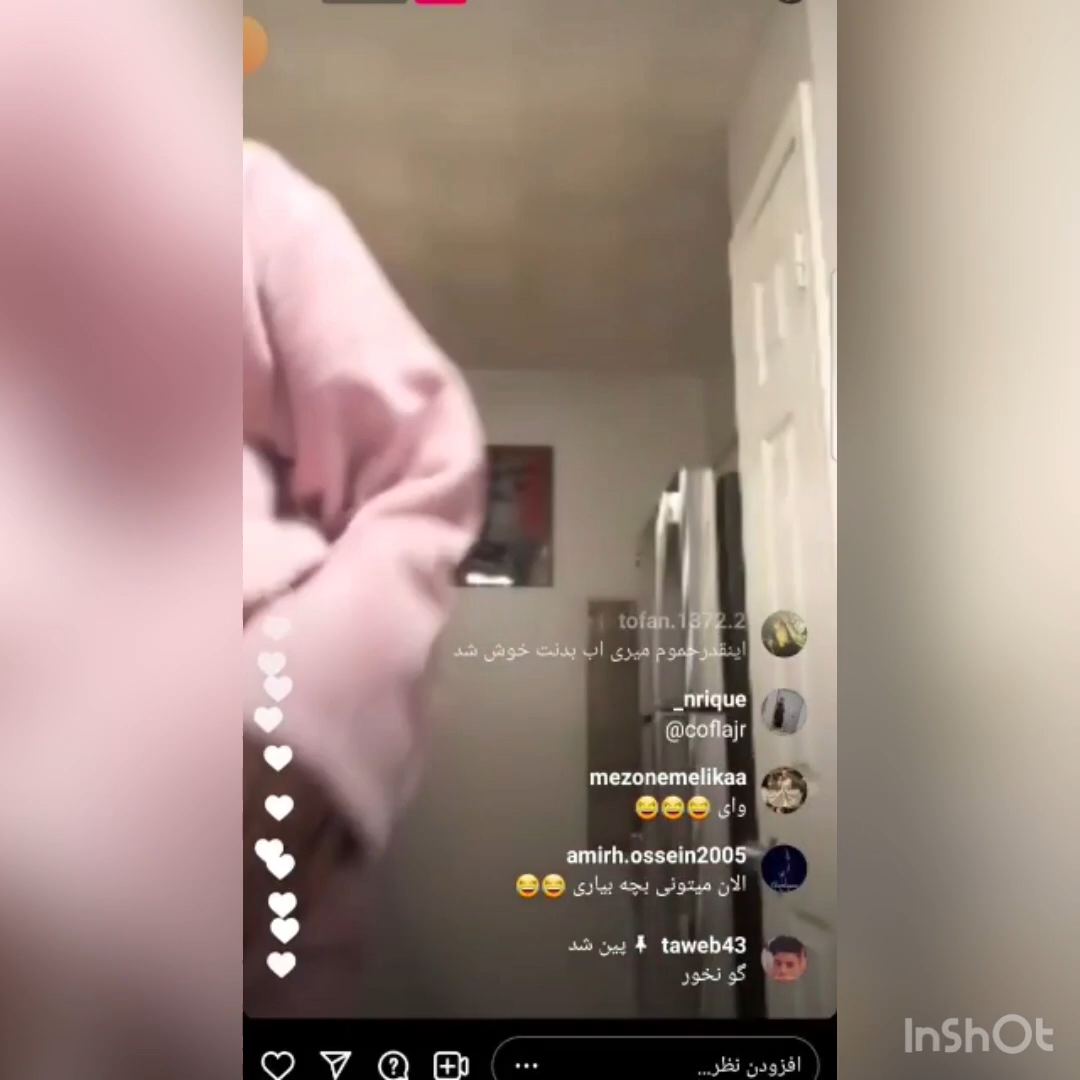 tofan.1372.2
اینقدرحموم میری اب بدنت خوش شد
_nrique
@coflajr
mezonemelikaa
وای 😆😆😆
amirh.ossein2005
الان میتونی بچه بیاری 😆😆
taweb43 📌 پین شد
گو نخور
افزودن نظر...
InShOt